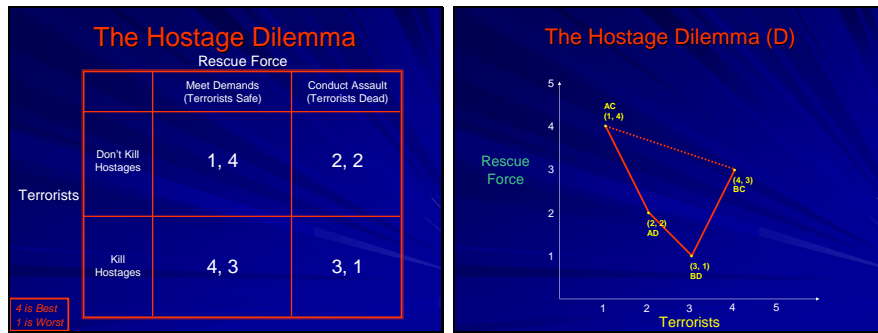 The Hostage Dilemma
Rescue Force
Meet Demands
(Terrorists Safe)
Conduct Assault
(Terrorists Dead)
Don't Kill
Hostages
1, 4
2, 2
Terrorists
Kill
Hostages
4, 3
3, 1
4 is Best
1 is Worst
The Hostage Dilemma (D)
5
AC
(1, 4)
4
Rescue
Force
3
(4, 3)
BC
2
(2, 2)
AD
1
(3, 1)
BD
1 2 3 4 5
Terrorists